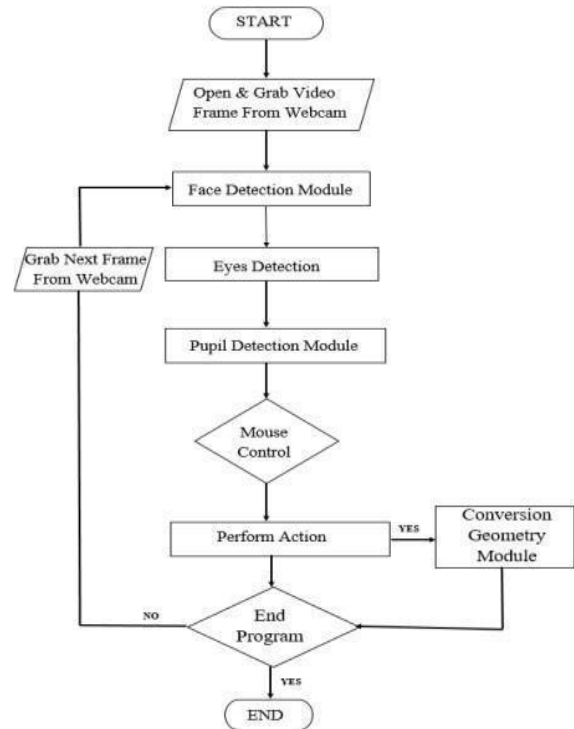 START
Open & Grab Video
Frame From Webcam
Face Detection Module
Grab Next Frame
From Webcam
Eyes Detection
Pupil Detection Module
Mouse
Control
Perform Action
YES
Conversion
Geometry
Module
NO
End
Program
YES
END